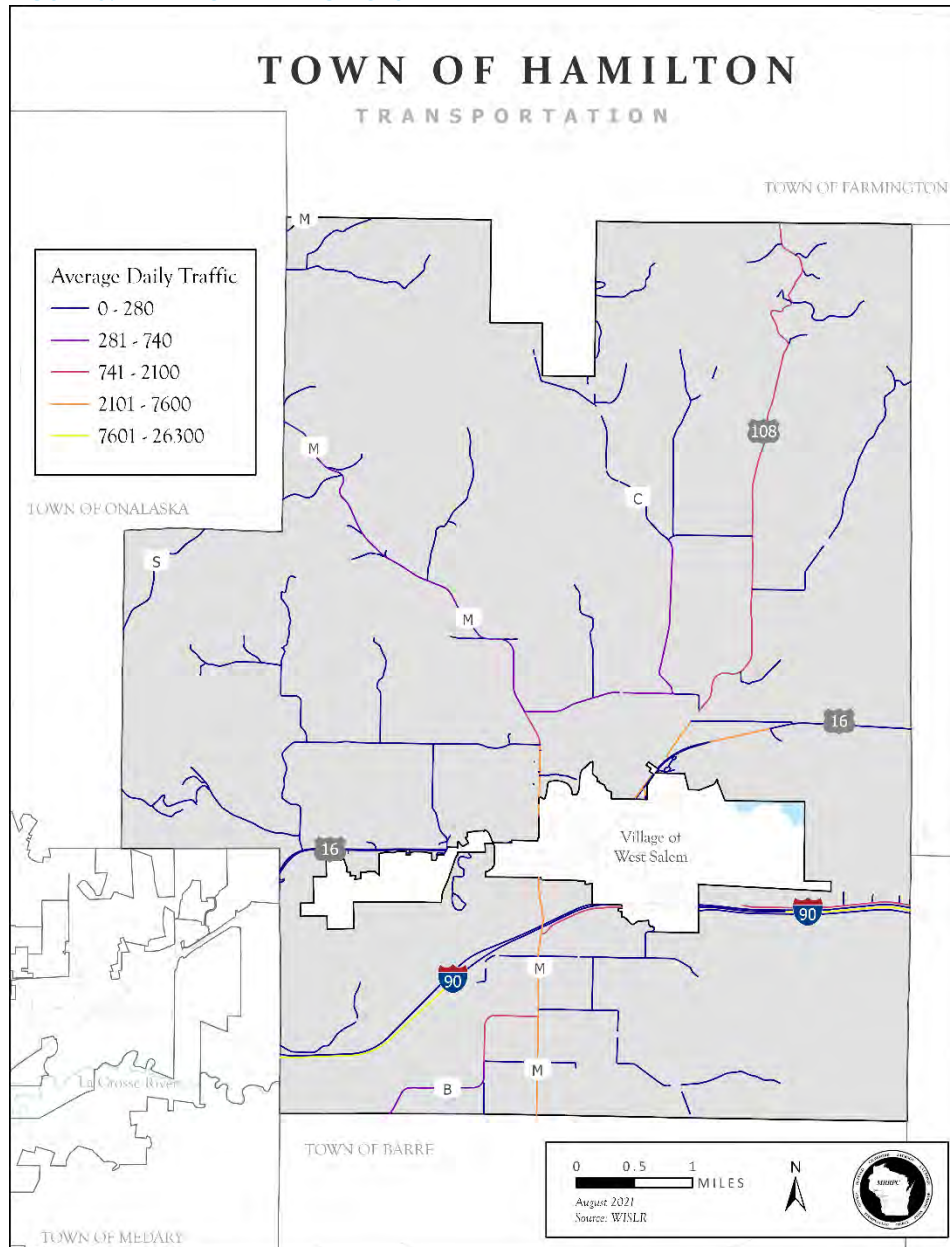 TOWN OF HAMILTON
TRANSPORTATION
TOWN OF FARMINGTON
M
Average Daily Traffic
0 - 280
281 - 740
741 - 2100
2101 - 7600
7601 - 26300
108
M
TOWN OF ONALASKA
C
S
M
16
Village of
West Salem
16
90
M
90
La Crosse River
M
B
TOWN OF BARRE
0 0.5 1
MILES
N
August 2021
Source: WISLR
MRRPC
TOWN OF MEDARY